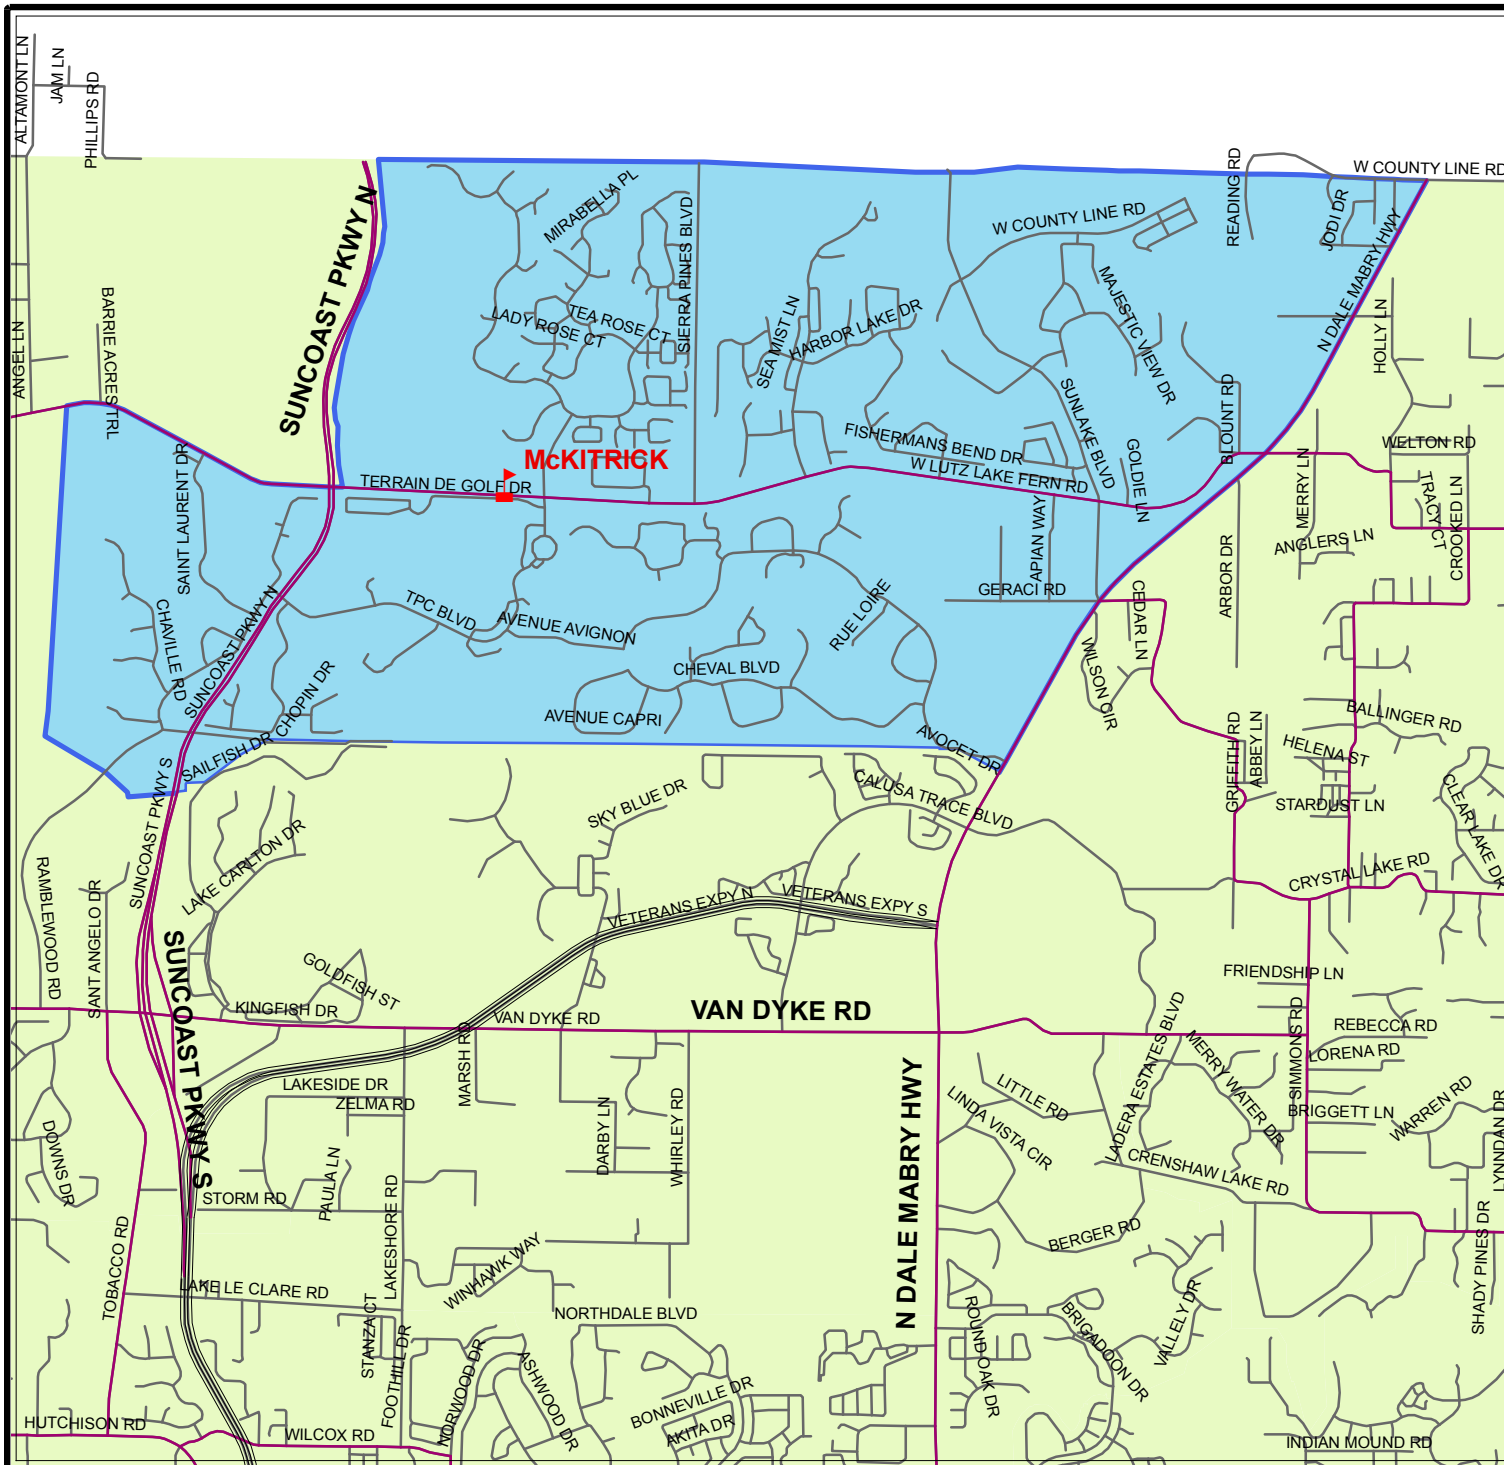 ALTAMONT LN
JAM LN
PHILLIPS RD
W COUNTY LINE RD
READING RD
JODI DR
N DALE MABRY HWY
W COUNTY LINE RD
MIRABELLA PL
SIERRA PINES BLVD
SUNCOAST PKWY N
BARRIE ACRES TRL
ANGEL LN
LADY ROSE CT
TEA ROSE CT
SEA MIST LN
HARBOR LAKE DR
MAJESTIC VIEW DR
HOLLY LN
SUNLAKE BLVD
BLOUNT RD
WELTON RD
McKITRICK
TERRAIN DE GOLF DR
FISHERMANS BEND DR
W LUTZ LAKE FERN RD
GOLDIE LN
MERRY LN
TRACY CT
CROOKED LN
SAINT LAURENT DR
APIAN WAY
ANGLERS LN
ARBOR DR
GERACI RD
CEDAR LN
WILSON CIR
CHAVILLE RD
SUNCOAST PKWY N
TPC BLVD
AVENUE AVIGNON
RUE LOIRE
CHEVAL BLVD
AVENUE CAPRI
CHOPIN DR
SAILFISH DR
AVOCET DR
BALLINGER RD
GRIFFITH RD
ABBEY LN
HELENA ST
STARDUST LN
CLEAR LAKE DR
SUNCOAST PKWY S
SKY BLUE DR
CALUSA TRACE BLVD
LAKE CARLTON DR
CRYSTAL LAKE RD
RAMBLEWOOD RD
SANT ANGELO DR
VETERANS EXPY N
VETERANS EXPY S
SUNCOAST PKWY S
GOLDFISH ST
KINGFISH DR
FRIENDSHIP LN
VAN DYKE RD
VAN DYKE RD
MARSH RD
LADERA ESTATES BLVD
MERRY WATER DR
SIMMONS RD
REBECCA RD
LORENA RD
LAKESIDE DR
ZELMA RD
LITTLE RD
LINDA VISTA CIR
BRIGGETT LN
WARREN RD
LYNNDAN DR
DOWNS DR
DARBY LN
WHIRLEY RD
N DALE MABRY HWY
CRENSHAW LAKE RD
PAULA LN
STORM RD
LAKESHORE RD
TOBACCO RD
BERGER RD
WINHAWK WAY
LAKE LE CLARE RD
SHADY PINES DR
NORTHDALE BLVD
STANZA CT
FOOTHILL DR
NORWOOD DR
ASHWOOD DR
ROUND OAK DR
BRIGADOON DR
VALLELY DR
BONNEVILLE DR
AKITA DR
HUTCHISON RD
WILCOX RD
INDIAN MOUND RD